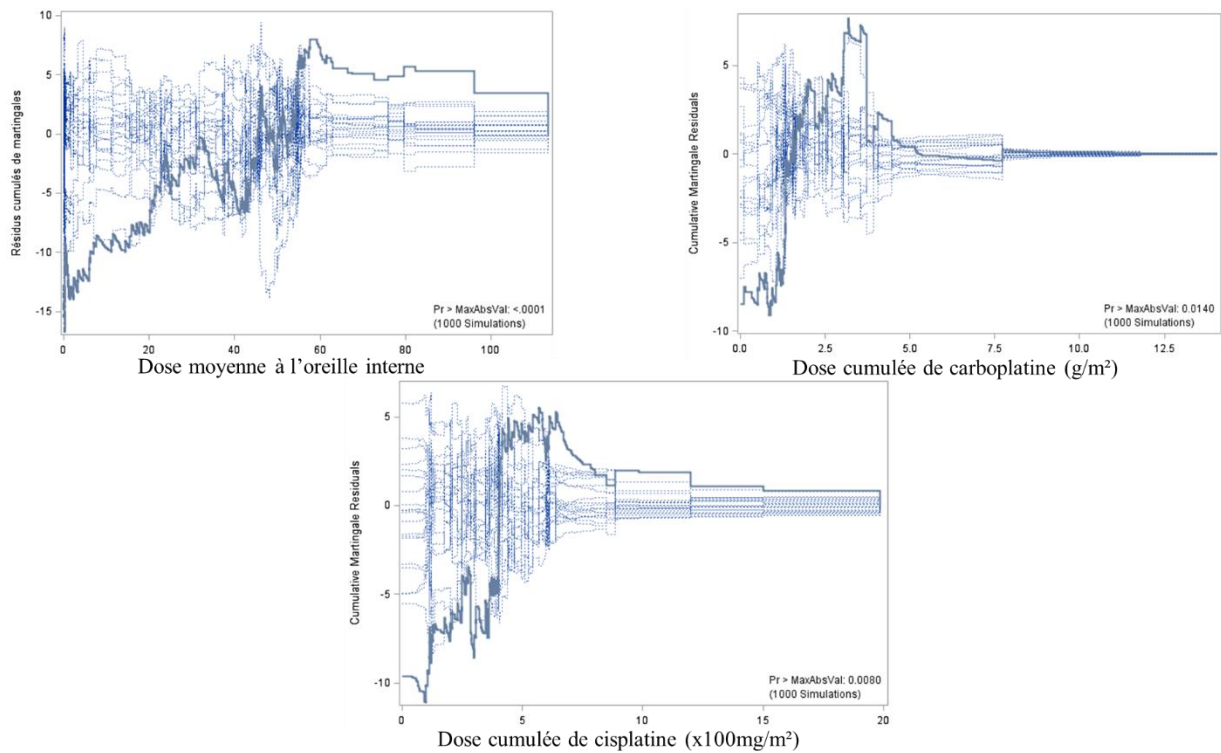 10
5
0
-5
-10
-15
Résidus cumulés de martingales
Pr > MaxAbsVal: <.0001
(1000 Simulations)
0 20 40 60 80 100
Dose moyenne à l’oreille interne
5
0
-5
-10
Cumulative Martingale Residuals
Pr > MaxAbsVal: 0.0140
(1000 Simulations)
0.0 2.5 5.0 7.5 10.0 12.5
Dose cumulée de carboplatine (g/m²)
5
0
-5
-10
Cumulative Martingale Residuals
Pr > MaxAbsVal: 0.0080
(1000 Simulations)
0 5 10 15 20
Dose cumulée de cisplatine (x100mg/m²)